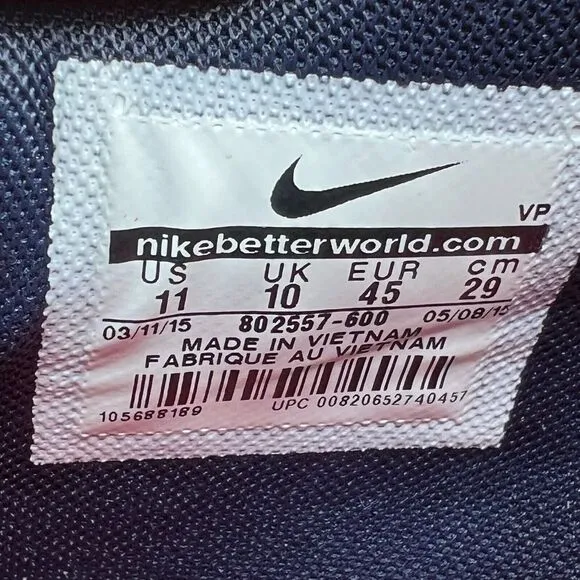 VP
nikebetterworld.com
US UK EUR cm
11 10 45 29
03/11/15 802557-600 05/08/15
MADE IN VIETNAM
FABRIQUE AU VIETNAM
105688189 UPC 00820652740457